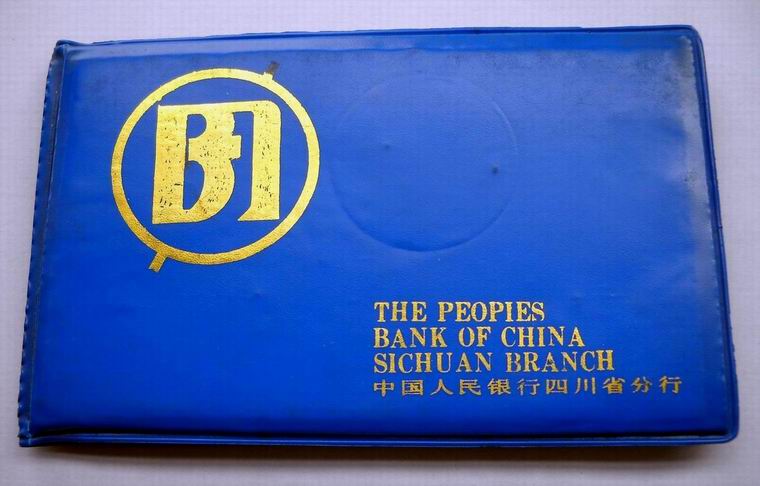 THE PEOPIES
BANK OF CHINA
SICHUAN BRANCH
中国人民银行四川省分行